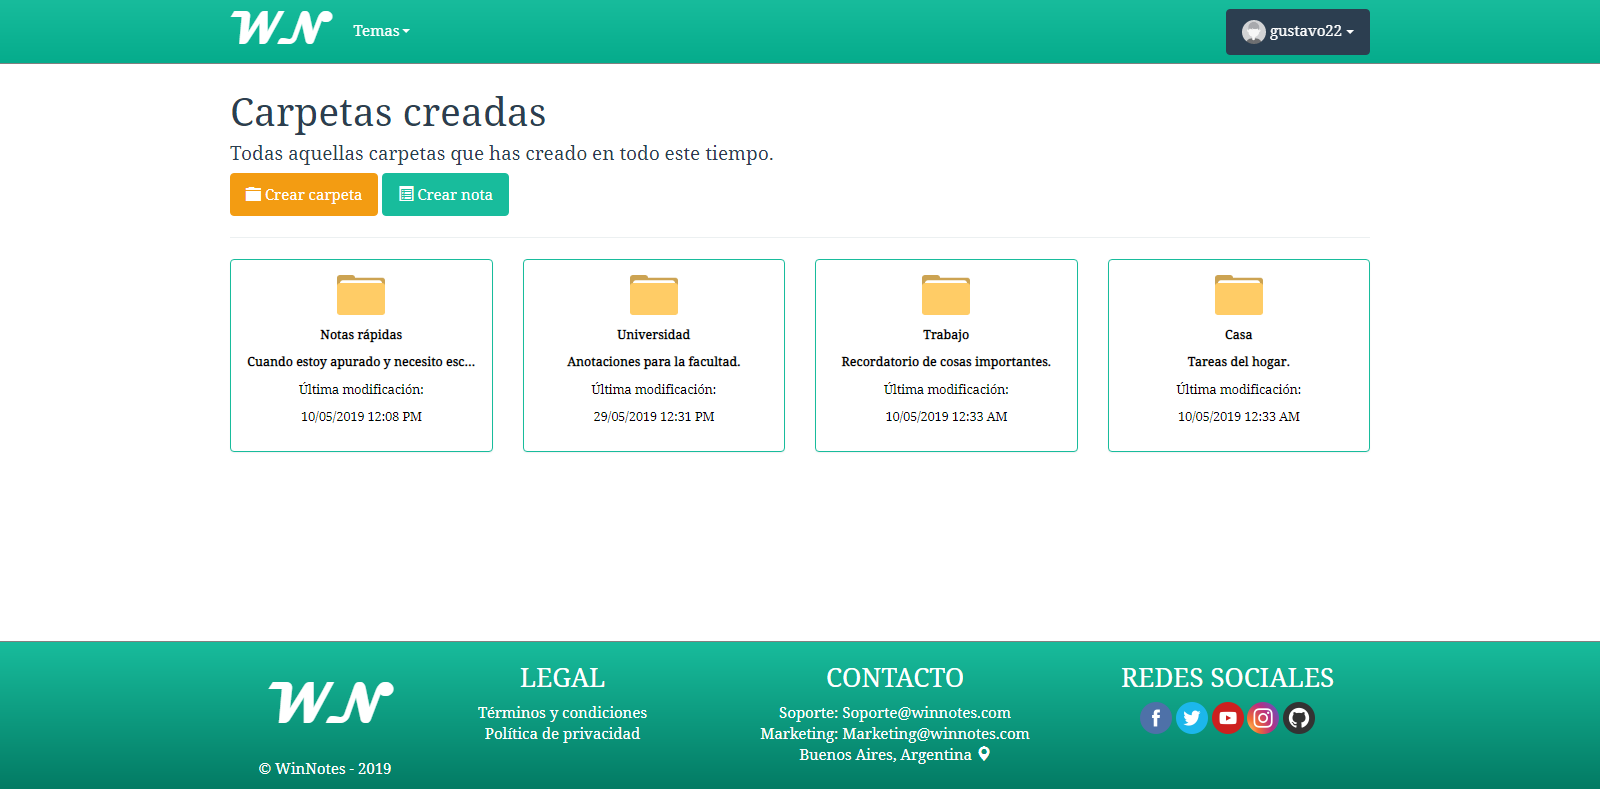 WN Temas gustavo22
Carpetas creadas
Todas aquellas carpetas que has creado en todo este tiempo.
Crear carpeta Crear nota
Notas rápidas
Cuando estoy apurado y necesito esc...
Última modificación:
10/05/2019 12:08 PM
Universidad
Anotaciones para la facultad.
Última modificación:
29/05/2019 12:31 PM
Trabajo
Recordatorio de cosas importantes.
Última modificación:
10/05/2019 12:33 AM
Casa
Tareas del hogar.
Última modificación:
10/05/2019 12:33 AM
WN
© WinNotes - 2019
LEGAL
Términos y condiciones
Política de privacidad
CONTACTO
Soporte: Soporte@winnotes.com
Marketing: Marketing@winnotes.com
Buenos Aires, Argentina
REDES SOCIALES